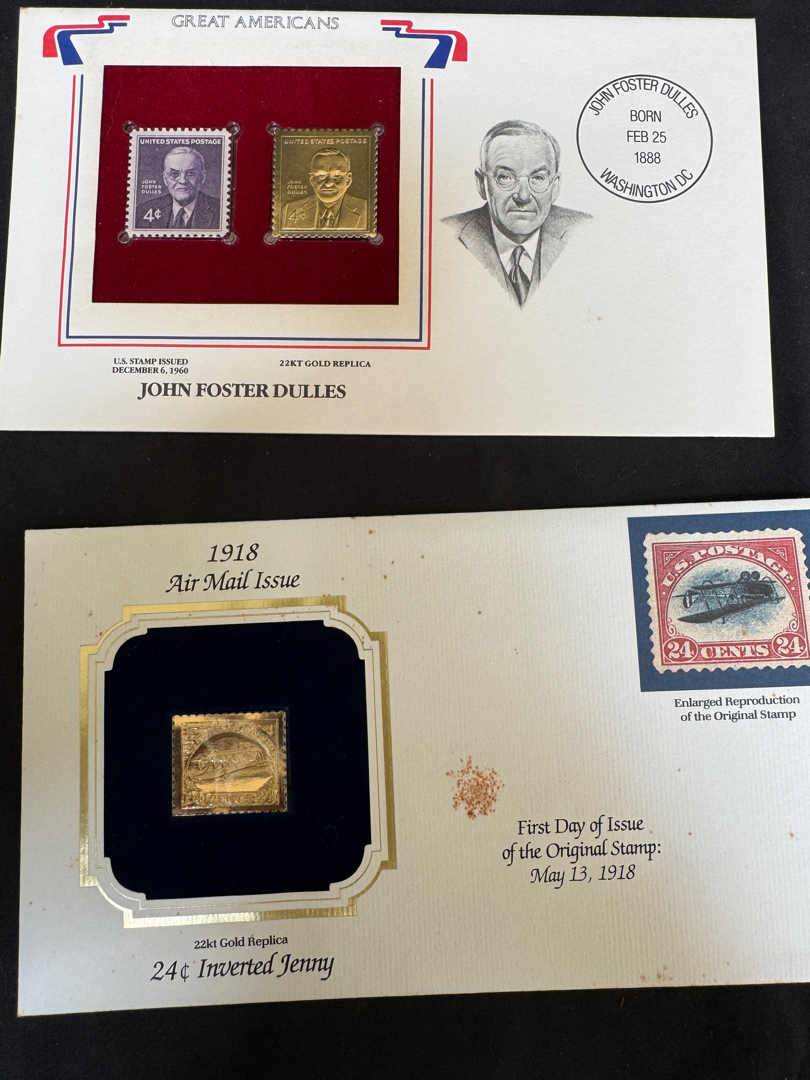 GREAT AMERICANS
UNITED STATES POSTAGE
JOHN
FOSTER
DULLES
4¢
UNITED STATES POSTAGE
JOHN
FOSTER
DULLES
4¢
JOHN FOSTER DULLES
BORN
FEB 25
1888
WASHINGTON DC
U.S. STAMP ISSUED
DECEMBER 6, 1960
22KT GOLD REPLICA
JOHN FOSTER DULLES
1918
Air Mail Issue
U.S. POSTAGE
24 CENTS 24
Enlarged Reproduction
of the Original Stamp
First Day of Issue
of the Original Stamp:
May 13, 1918
22kt Gold Replica
24¢ Inverted Jenny